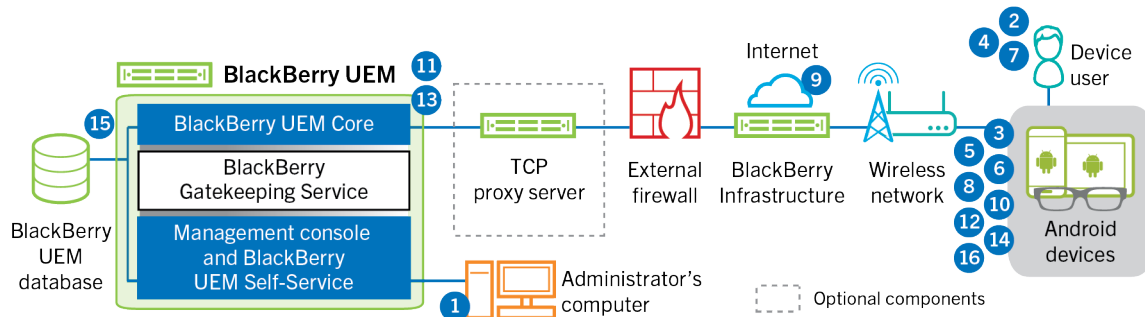 2
4
7
Device
user
Internet
9
BlackBerry UEM
11
13
15
BlackBerry UEM Core
BlackBerry
Gatekeeping Service
Management console
and BlackBerry
UEM Self-Service
BlackBerry
UEM
database
TCP
proxy server
External
firewall
BlackBerry
Infrastructure
Wireless
network
3
5
6
8
10
12
14
16
Android
devices
1
Administrator's
computer
Optional components